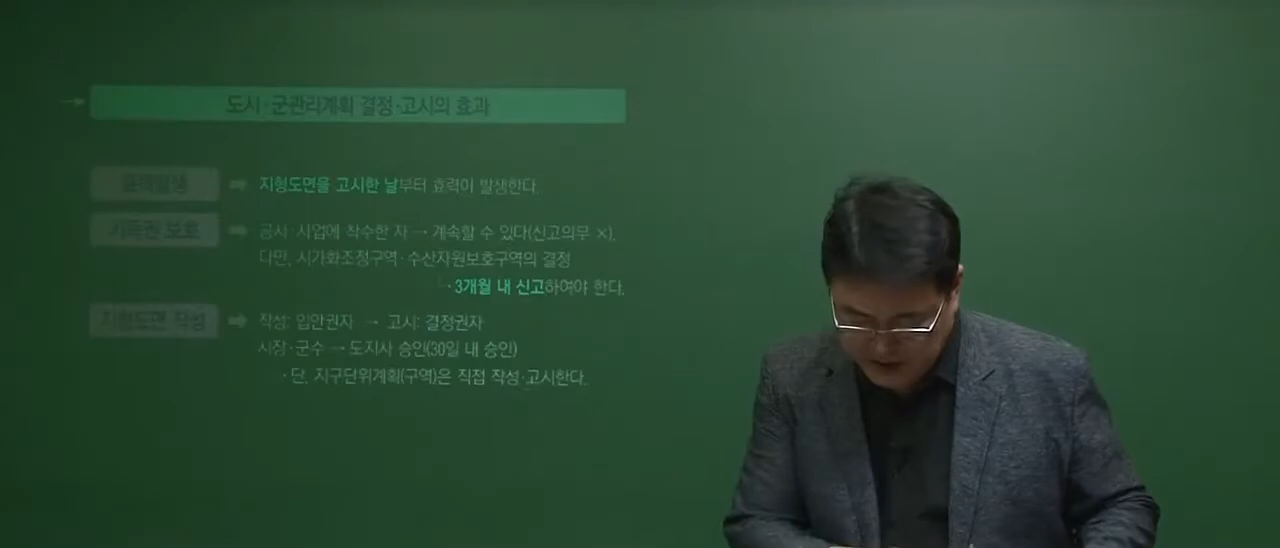 도시·군관리계획 결정·고시의 효과
효력발생
지형도면을 고시한 날부터 효력이 발생한다.
기득권 보호
공사·사업에 착수한 자 → 계속할 수 있다(신고의무 ×).
다만, 시가화조정구역·수산자원보호구역의 결정
·3개월 내 신고하여야 한다.
지형도면 작성
작성: 입안권자 → 고시: 결정권자
시장·군수 → 도지사 승인(30일 내 승인)
·단, 지구단위계획(구역)은 직접 작성·고시한다.